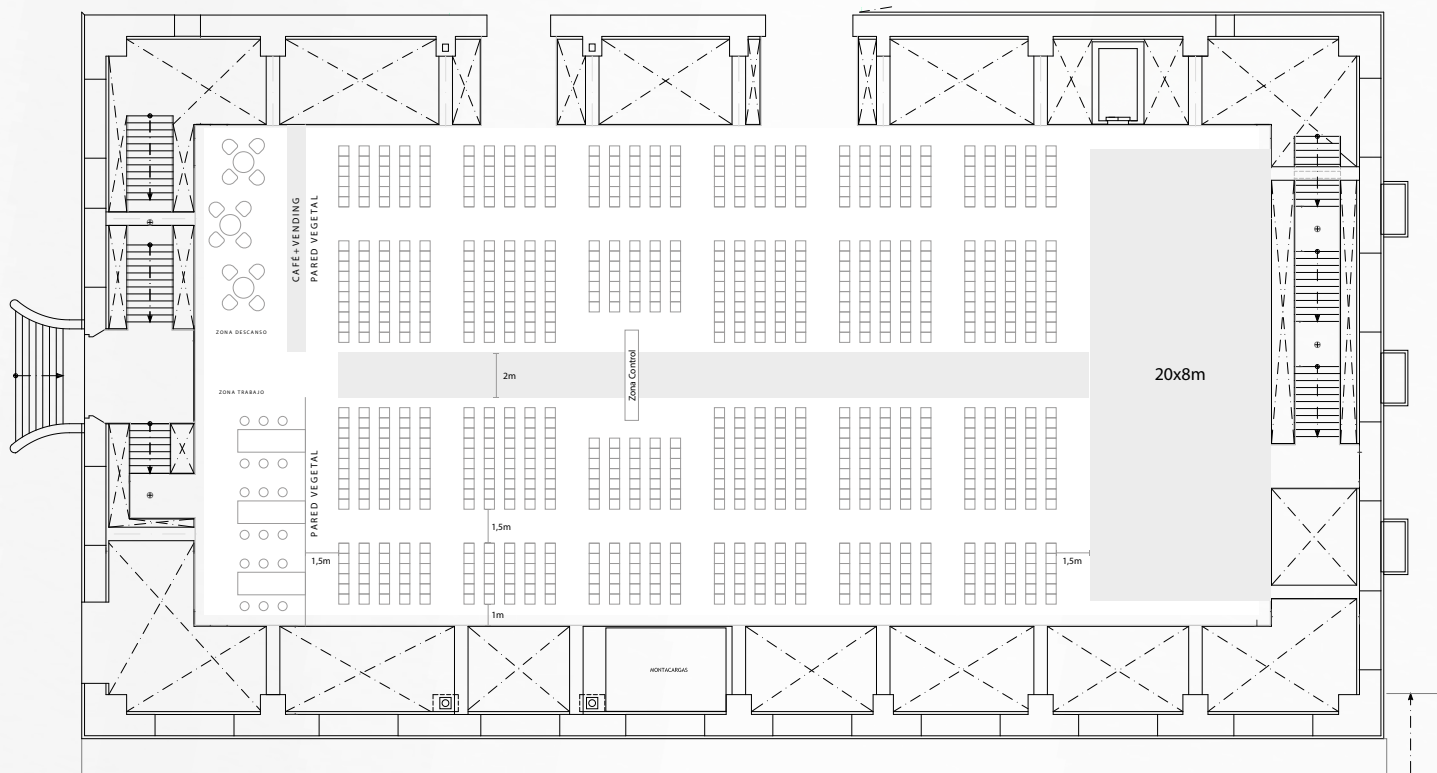 CAFÉ+VENDING
PARED VEGETAL
ZONA DESCANSO
ZONA TRABAJO
PARED VEGETAL
2m
Zona Control
20x8m
1,5m
1,5m
1,5m
1m
MONTACARGAS